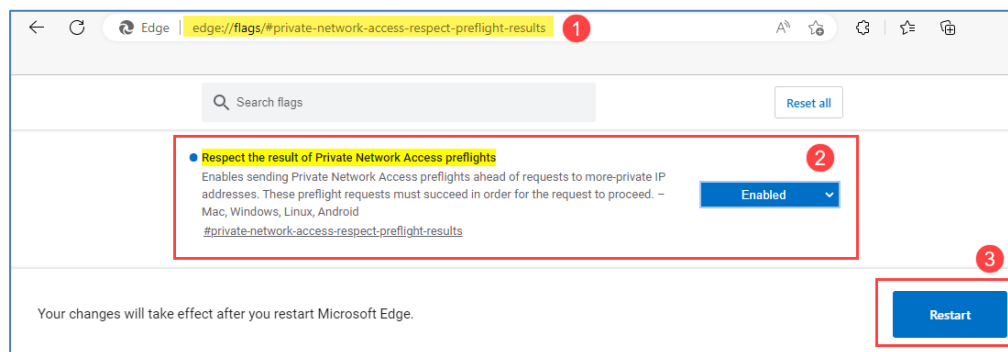 Edge edge://flags/#private-network-access-respect-preflight-results 1
Search flags
Reset all
Respect the result of Private Network Access preflights
2
Enables sending Private Network Access preflights ahead of requests to more-private IP
addresses. These preflight requests must succeed in order for the request to proceed. –
Mac, Windows, Linux, Android
#private-network-access-respect-preflight-results
Enabled
3
Your changes will take effect after you restart Microsoft Edge.
Restart